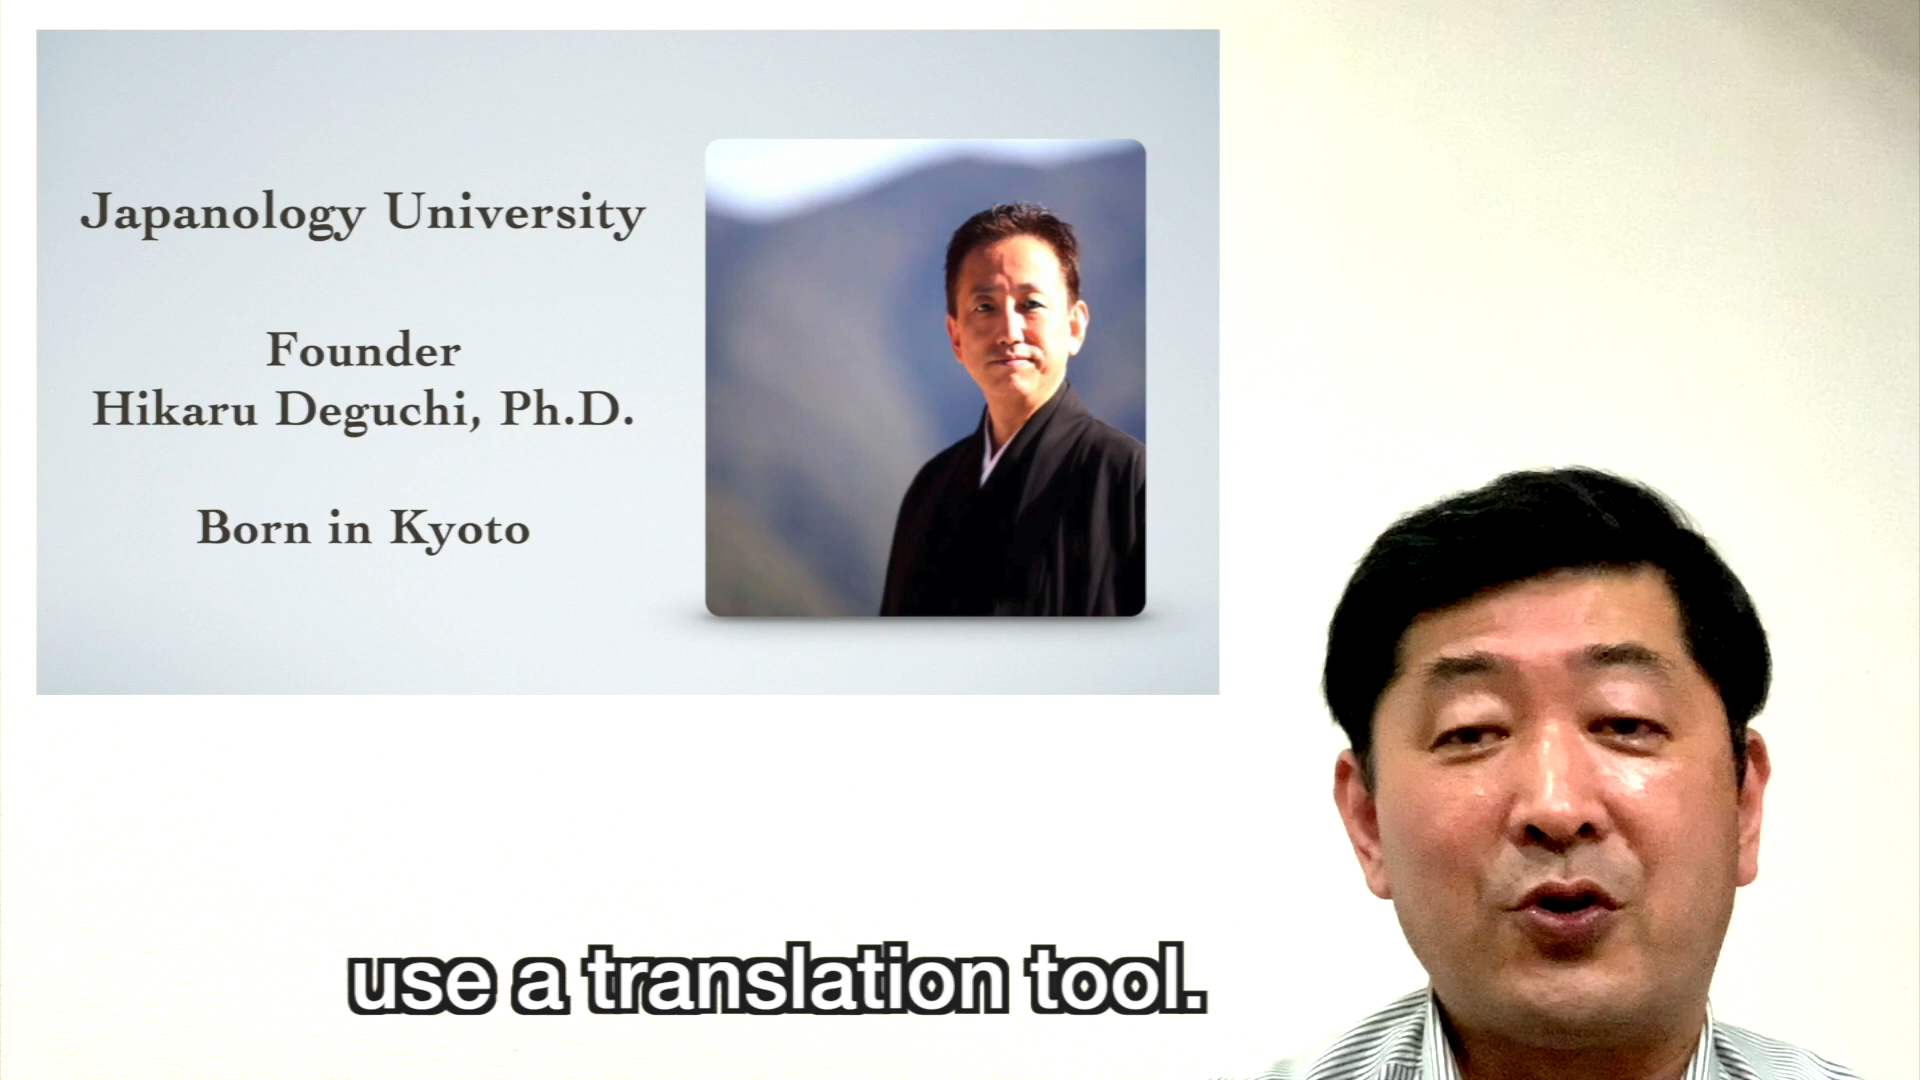 Japanology University
Founder
Hikaru Deguchi, Ph.D.
Born in Kyoto
use a translation tool.